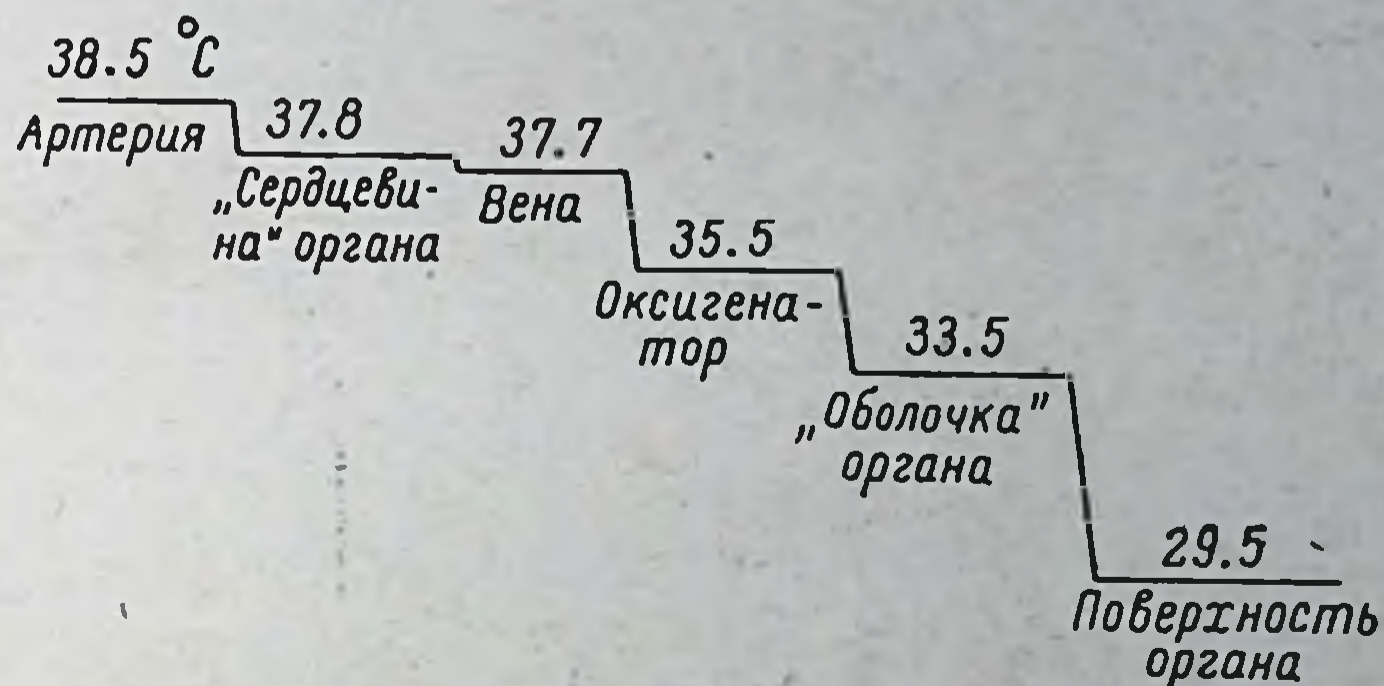 38.5 °C
Артерия
37.8
„Сердцеви-
на" органа
37.7
Вена
35.5
Оксигена-
тор
33.5
„Оболочка"
органа
29.5
Поверхность
органа